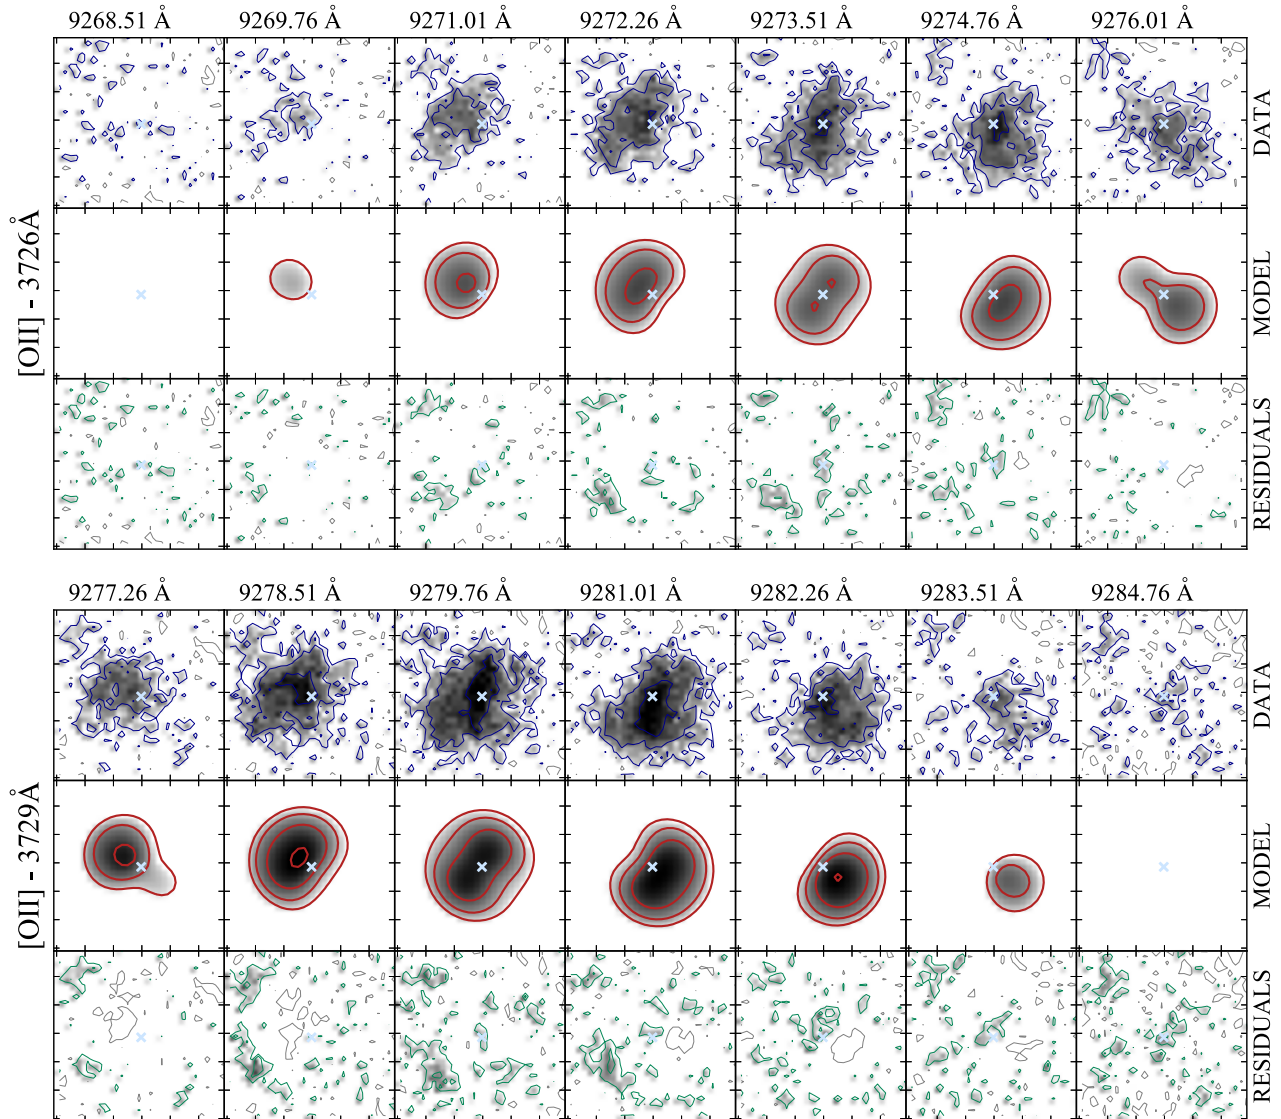 9268.51 Å 9269.76 Å 9271.01 Å 9272.26 Å 9273.51 Å 9274.76 Å 9276.01 Å
[OII] - 3726Å
DATA
MODEL
RESIDUALS
9277.26 Å 9278.51 Å 9279.76 Å 9281.01 Å 9282.26 Å 9283.51 Å 9284.76 Å
[OII] - 3729Å
DATA
MODEL
RESIDUALS